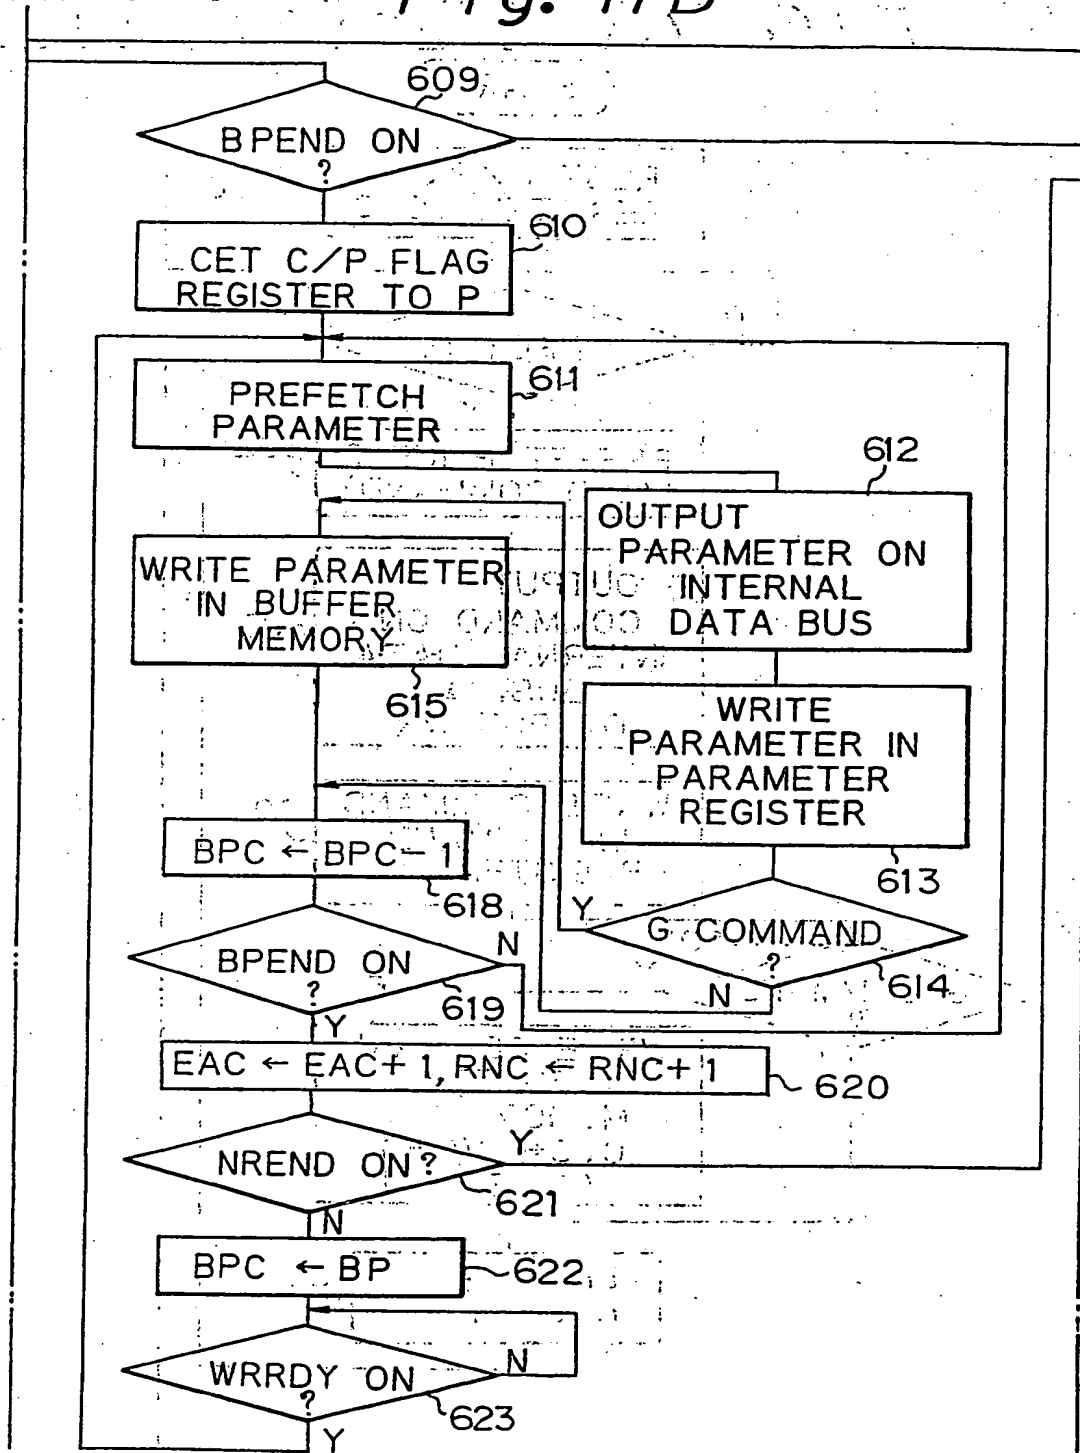 Fig. 11B
609
BPEND ON
?
610
CET C/P FLAG
REGISTER TO P
611
PREFETCH
PARAMETER
612
OUTPUT
PARAMETER ON
INTERNAL
DATA BUS
WRITE PARAMETER
IN BUFFER
MEMORY
615
WRITE
PARAMETER IN
PARAMETER
REGISTER
613
BPC ← BPC - 1
618
Y
G COMMAND
?
614
N
BPEND ON
?
N
619
Y
EAC ← EAC + 1, RNC ← RNC + 1
620
NREND ON ?
Y
621
N
BPC ← BP
622
WRRDY ON
?
N
623
Y